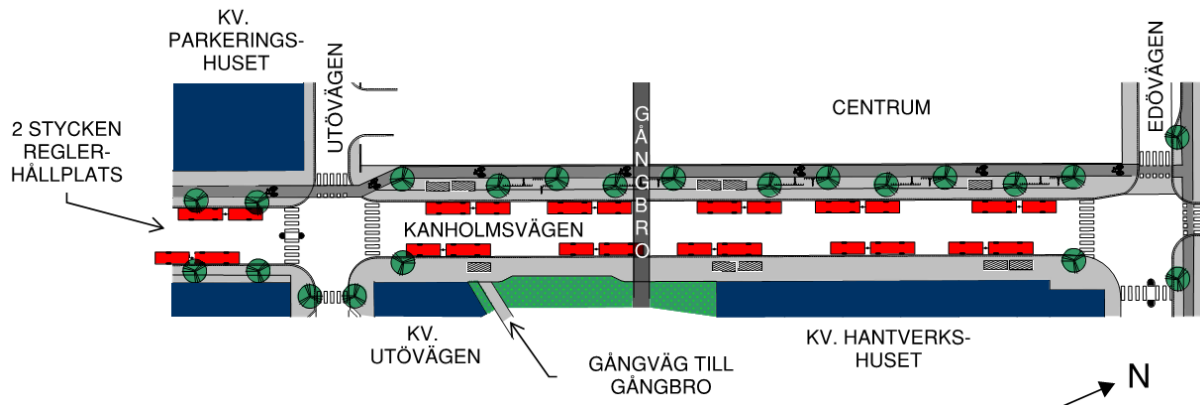 KV.
PARKERINGS-
HUSET
UTÖVÄGEN
GÅNGBRO
CENTRUM
EDÖVÄGEN
2 STYCKEN
REGLER-
HÅLLPLATS
KANHOLMSVÄGEN
KV.
UTÖVÄGEN
GÅNGVÄG TILL
GÅNGBRO
KV. HANTVERKS-
HUSET
N